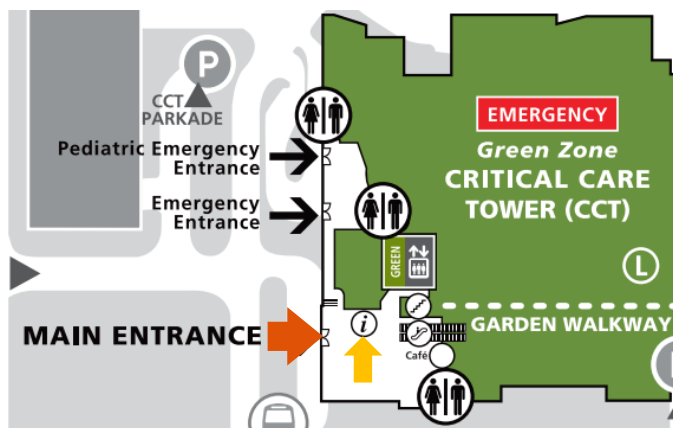 P
CCT
PARKADE
Pediatric Emergency
Entrance
Emergency
Entrance
MAIN ENTRANCE
EMERGENCY
Green Zone
CRITICAL CARE
TOWER (CCT)
GREEN
L
GARDEN WALKWAY
i
Café